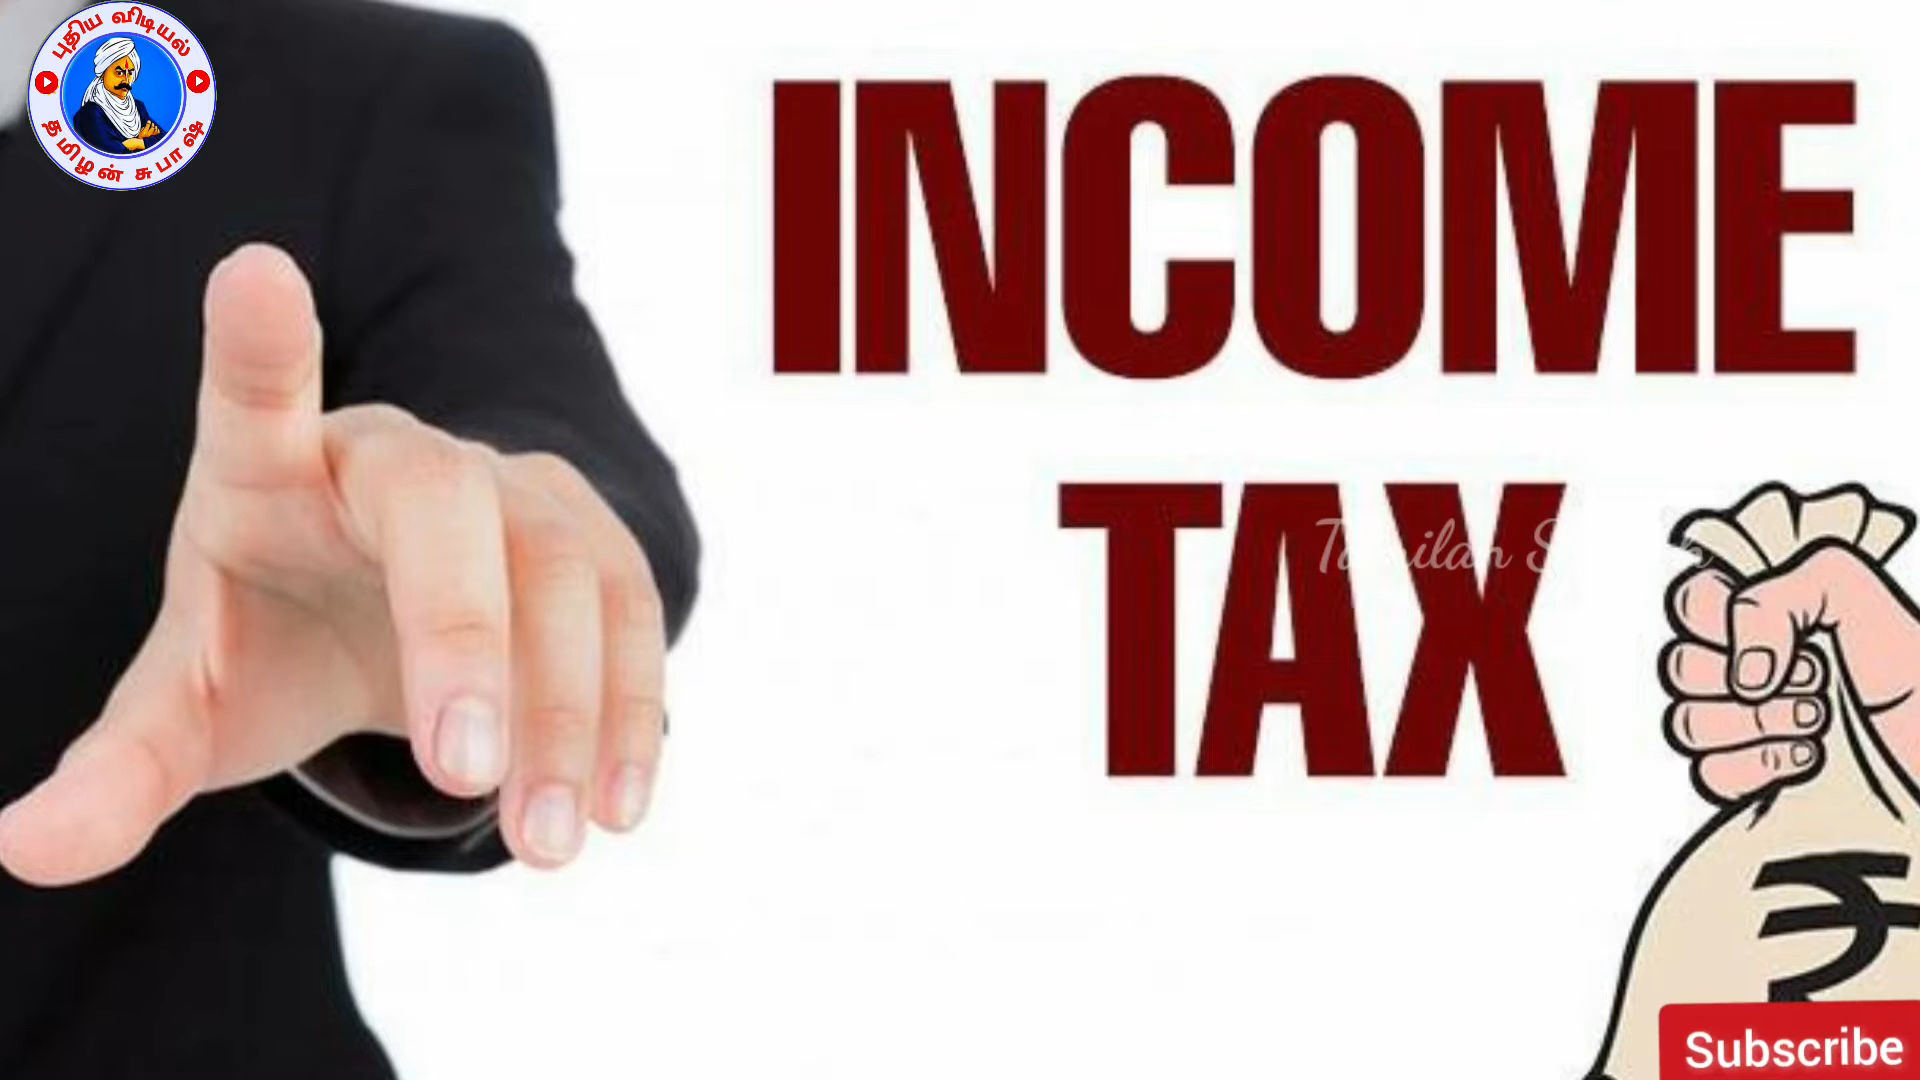 புதிய விடியல்
தமிழன் சுபாஷ்
INCOME
TAX
₹
Subscribe